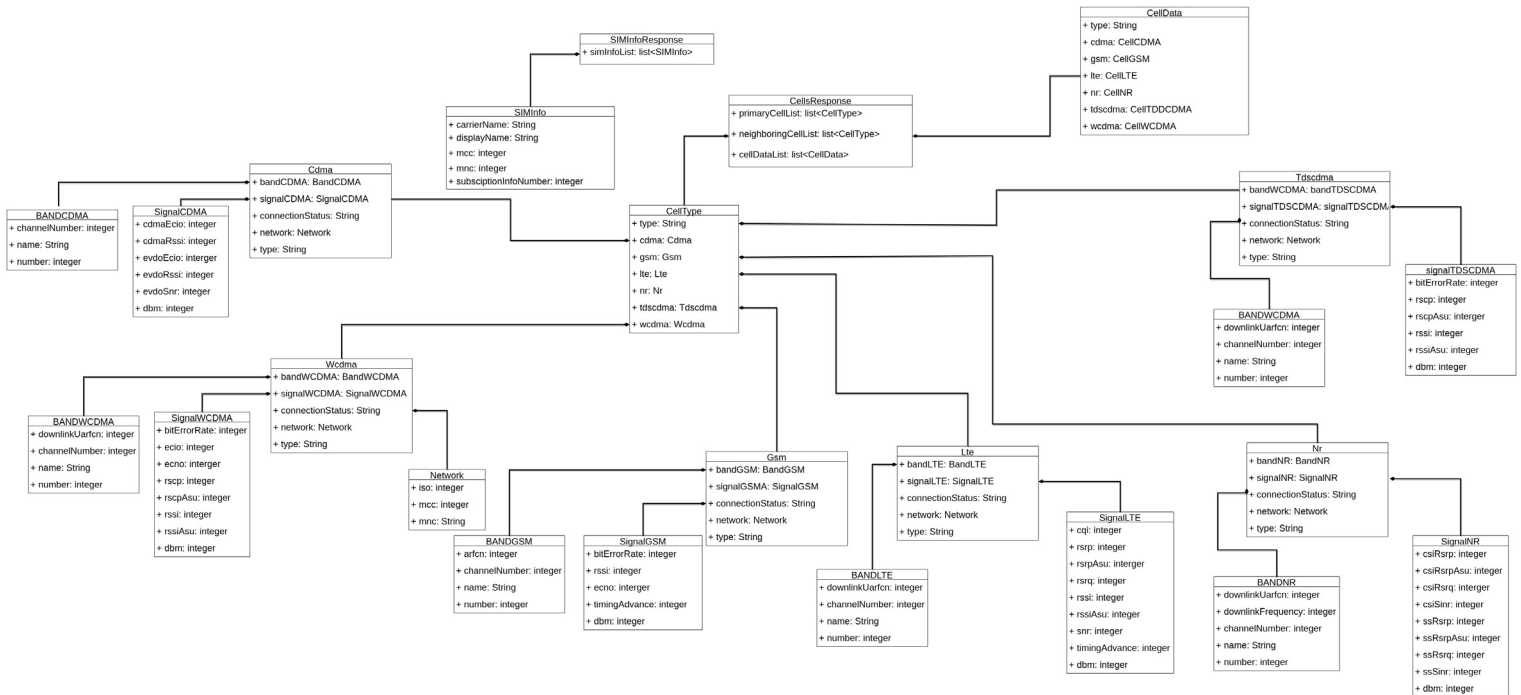 CellData
+ type: String
+ cdma: CellCDMA
+ gsm: CellGSM
+ lte: CellLTE
+ nr: CellNR
+ tdscdma: CellTDDCDMA
+ wcdma: CellWCDMA
SIMInfoResponse
+ simInfoList: list<SIMInfo>
CellsResponse
+ primaryCellList: list<CellType>
+ neighboringCellList: list<CellType>
+ cellDataList: list<CellData>
SIMInfo
+ carrierName: String
+ displayName: String
+ mcc: integer
+ mnc: integer
+ subsciptionInfoNumber: integer
Cdma
+ bandCDMA: BandCDMA
+ signalCDMA: SignalCDMA
+ connectionStatus: String
+ network: Network
+ type: String
BANDCDMA
+ channelNumber: integer
+ name: String
+ number: integer
SignalCDMA
+ cdmaEcio: integer
+ cdmaRssi: integer
+ evdoEcio: interger
+ evdoRssi: integer
+ evdoSnr: integer
+ dbm: integer
CellType
+ type: String
+ cdma: Cdma
+ gsm: Gsm
+ lte: Lte
+ nr: Nr
+ tdscdma: Tdscdma
+ wcdma: Wcdma
Tdscdma
+ bandWCDMA: bandTDSCDMA
+ signalTDSCDMA: signalTDSCDM
+ connectionStatus: String
+ network: Network
+ type: String
signalTDSCDMA
+ bitErrorRate: integer
+ rscp: integer
+ rscpAsu: interger
+ rssi: integer
+ rssiAsu: integer
+ dbm: integer
BANDWCDMA
+ downlinkUarfcn: integer
+ channelNumber: integer
+ name: String
+ number: integer
Wcdma
+ bandWCDMA: BandWCDMA
+ signalWCDMA: SignalWCDMA
+ connectionStatus: String
+ network: Network
+ type: String
BANDWCDMA
+ downlinkUarfcn: integer
+ channelNumber: integer
+ name: String
+ number: integer
SignalWCDMA
+ bitErrorRate: integer
+ ecio: integer
+ ecno: interger
+ rscp: integer
+ rscpAsu: integer
+ rssi: integer
+ rssiAsu: integer
+ dbm: integer
Network
+ iso: integer
+ mcc: integer
+ mnc: String
Gsm
+ bandGSM: BandGSM
+ signalGSMA: SignalGSM
+ connectionStatus: String
+ network: Network
+ type: String
BANDGSM
+ arfcn: integer
+ channelNumber: integer
+ name: String
+ number: integer
SignalGSM
+ bitErrorRate: integer
+ rssi: integer
+ ecno: interger
+ timingAdvance: integer
+ dbm: integer
Lte
+ bandLTE: BandLTE
+ signalLTE: SignalLTE
+ connectionStatus: String
+ network: Network
+ type: String
BANDLTE
+ downlinkUarfcn: integer
+ channelNumber: integer
+ name: String
+ number: integer
SignalLTE
+ cqi: integer
+ rsrp: integer
+ rsrpAsu: interger
+ rsrq: integer
+ rssi: integer
+ rssiAsu: integer
+ snr: integer
+ timingAdvance: integer
+ dbm: integer
Nr
+ bandNR: BandNR
+ signalNR: SignalNR
+ connectionStatus: String
+ network: Network
+ type: String
BANDNR
+ downlinkUarfcn: integer
+ downlinkFrequency: integer
+ channelNumber: integer
+ name: String
+ number: integer
SignalNR
+ csiRsrp: integer
+ csiRsrpAsu: integer
+ csiRsrq: integer
+ csiSinr: integer
+ ssRsrp: integer
+ ssRsrpAsu: integer
+ ssRsrq: integer
+ ssSinr: integer
+ dbm: integer